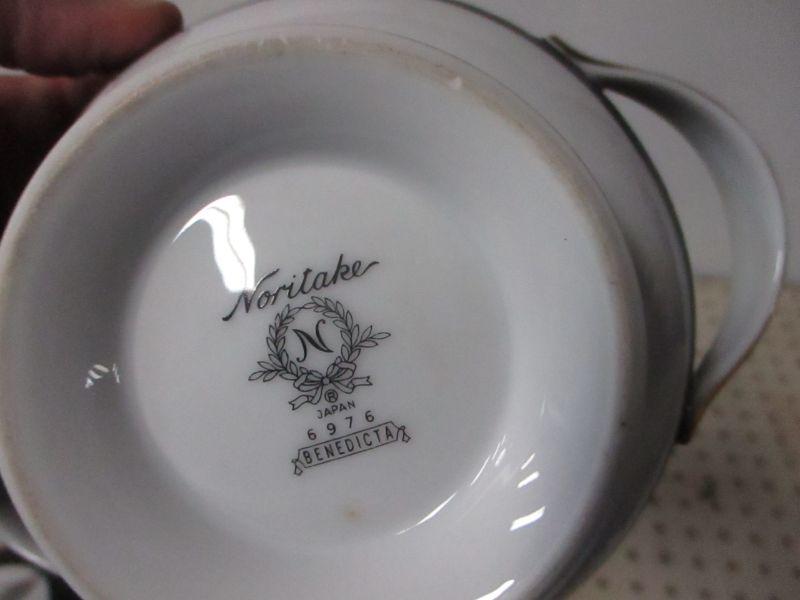 Noritake
N
®
JAPAN
6976
BENEDICTA